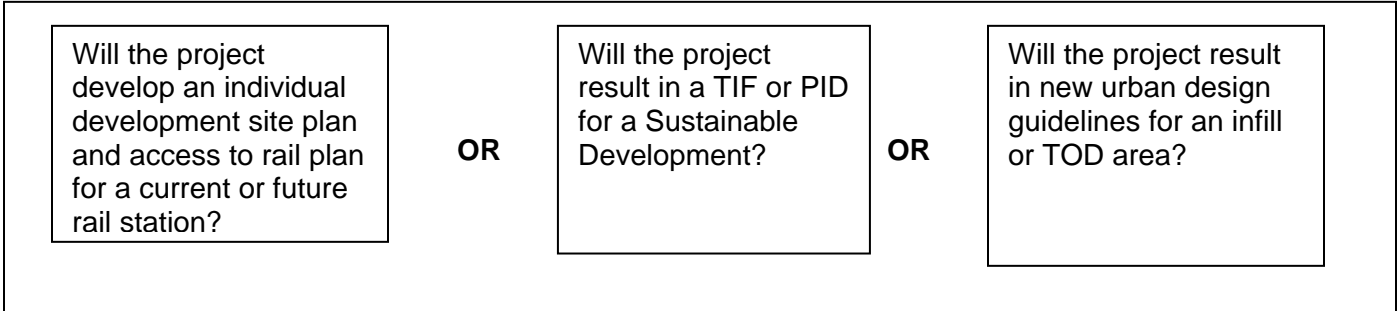 Will the project
develop an individual
development site plan
and access to rail plan
for a current or future
rail station?
OR
Will the project
result in a TIF or PID
for a Sustainable
Development?
OR
Will the project result
in new urban design
guidelines for an infill
or TOD area?